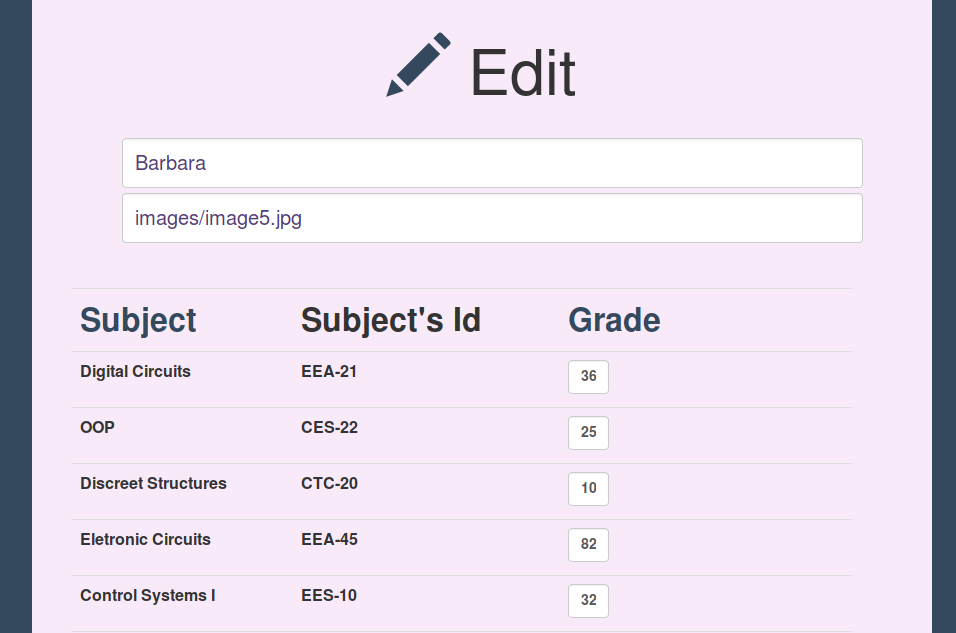 Edit
Barbara
images/image5.jpg
Subject Subject's Id Grade
Digital Circuits EEA-21 36
OOP CES-22 25
Discreet Structures CTC-20 10
Eletronic Circuits EEA-45 82
Control Systems I EES-10 32